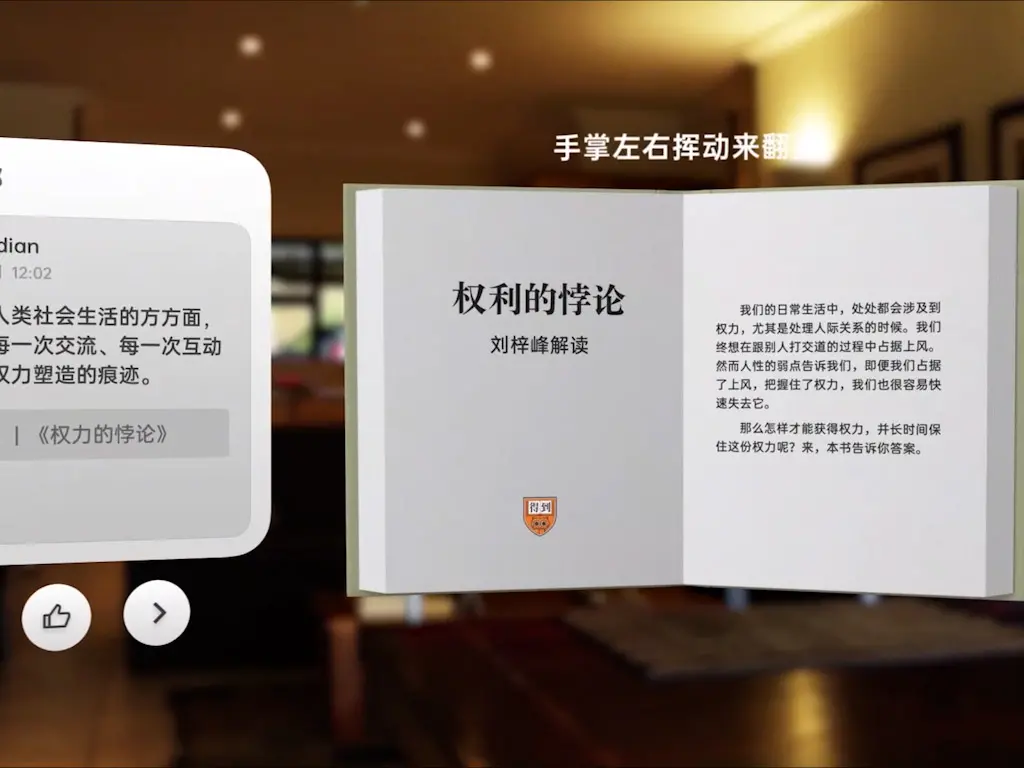 手掌左右挥动来翻
dian
12:02
人类社会生活的方方面，
每一次交流、每一次互动
权力塑造的痕迹。
| 《权力的悖论》
权利的悖论
刘梓峰解读
得到
我们的日常生活中，处处都会涉及到
权力，尤其是处理人际关系的时候。我们
终想在跟别人打交道的过程中占据上风。
然而人性的弱点告诉我们，即便我们占据
了上风，把握住了权力，我们也很容易快
速失去它。
那么怎样才能获得权力，并长时间保
住这份权力呢？来，本书告诉你答案。